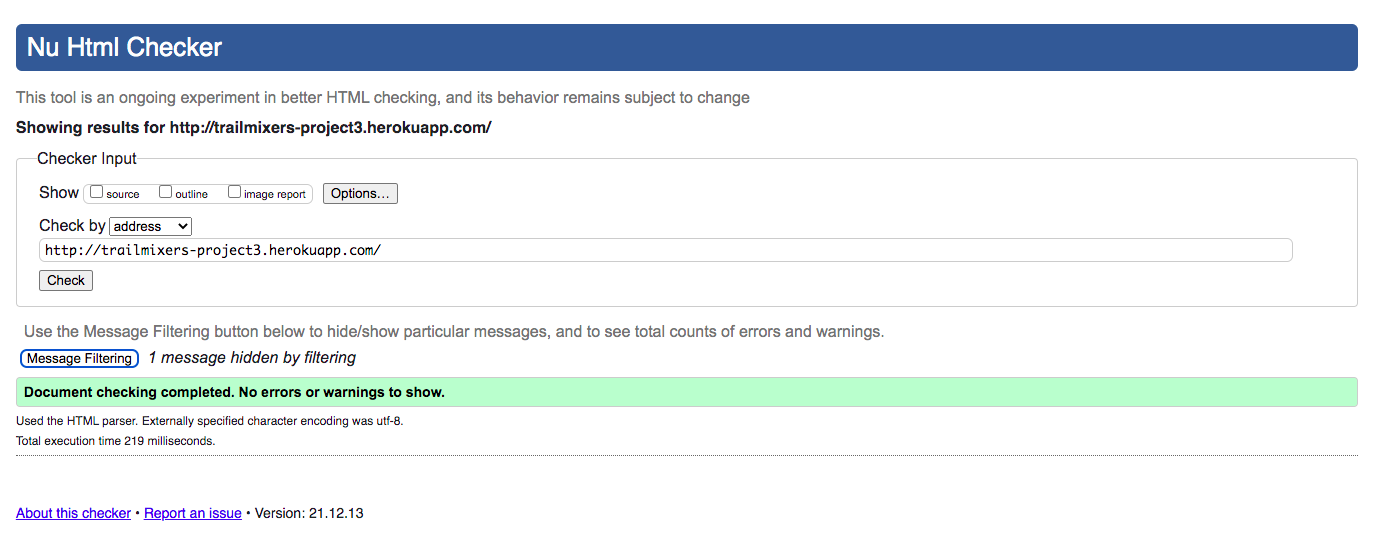 Nu Html Checker
This tool is an ongoing experiment in better HTML checking, and its behavior remains subject to change
Showing results for http://trailmixers-project3.herokuapp.com/
Checker Input
Show source outline image report Options...
Check by address
http://trailmixers-project3.herokuapp.com/
Check
Use the Message Filtering button below to hide/show particular messages, and to see total counts of errors and warnings.
Message Filtering 1 message hidden by filtering
Document checking completed. No errors or warnings to show.
Used the HTML parser. Externally specified character encoding was utf-8.
Total execution time 219 milliseconds.
About this checker • Report an issue • Version: 21.12.13